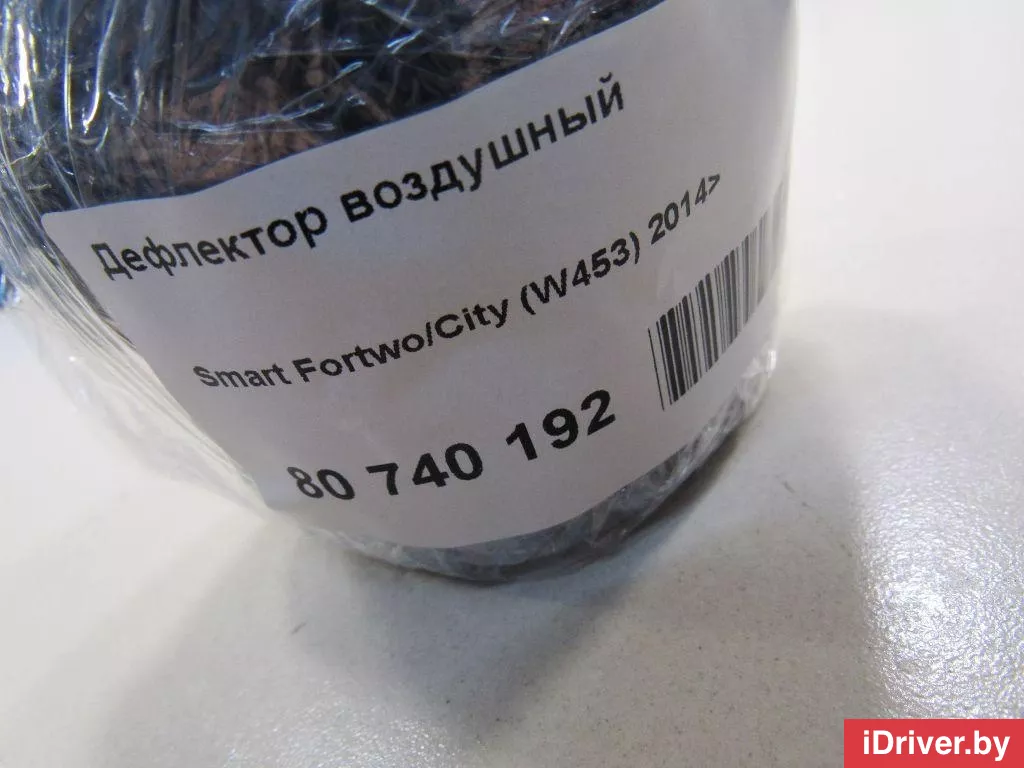 Дефлектор воздушный
Smart Fortwo/City (W453) 2014>
80 740 192
iDriver.by